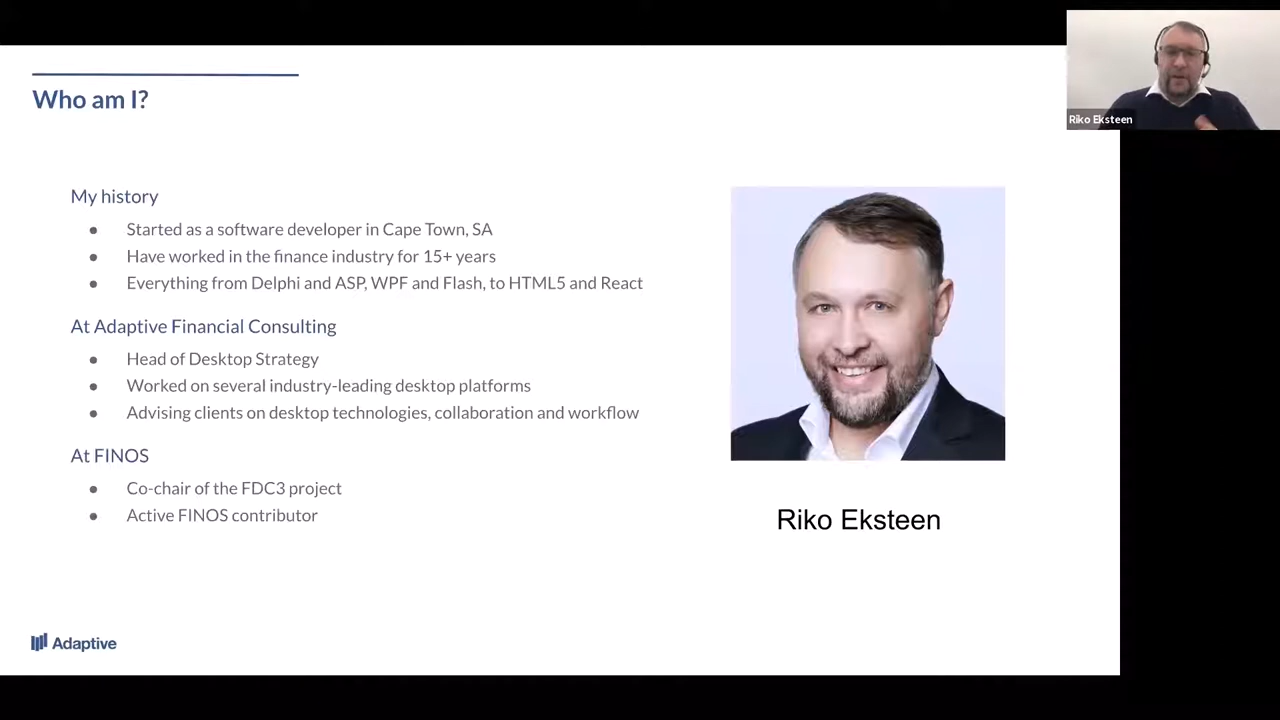 Who am I?
My history
● Started as a software developer in Cape Town, SA
● Have worked in the finance industry for 15+ years
● Everything from Delphi and ASP, WPF and Flash, to HTML5 and React
At Adaptive Financial Consulting
● Head of Desktop Strategy
● Worked on several industry-leading desktop platforms
● Advising clients on desktop technologies, collaboration and workflow
At FINOS
● Co-chair of the FDC3 project
● Active FINOS contributor
Riko Eksteen
Adaptive
Riko Eksteen